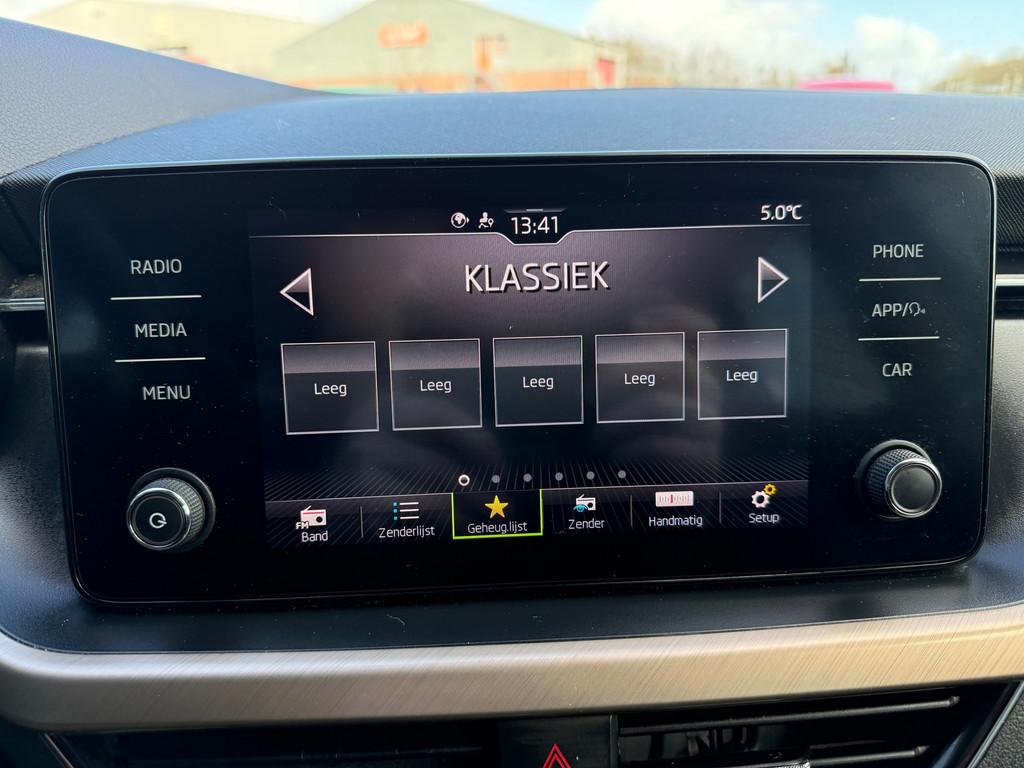 13:41
5.0°C
RADIO
MEDIA
MENU
KLASSIEK
PHONE
APP/
CAR
Leeg
Leeg
Leeg
Leeg
Leeg
FM
Band
Zenderlijst
Geheug.lijst
Zender
Handmatig
Setup